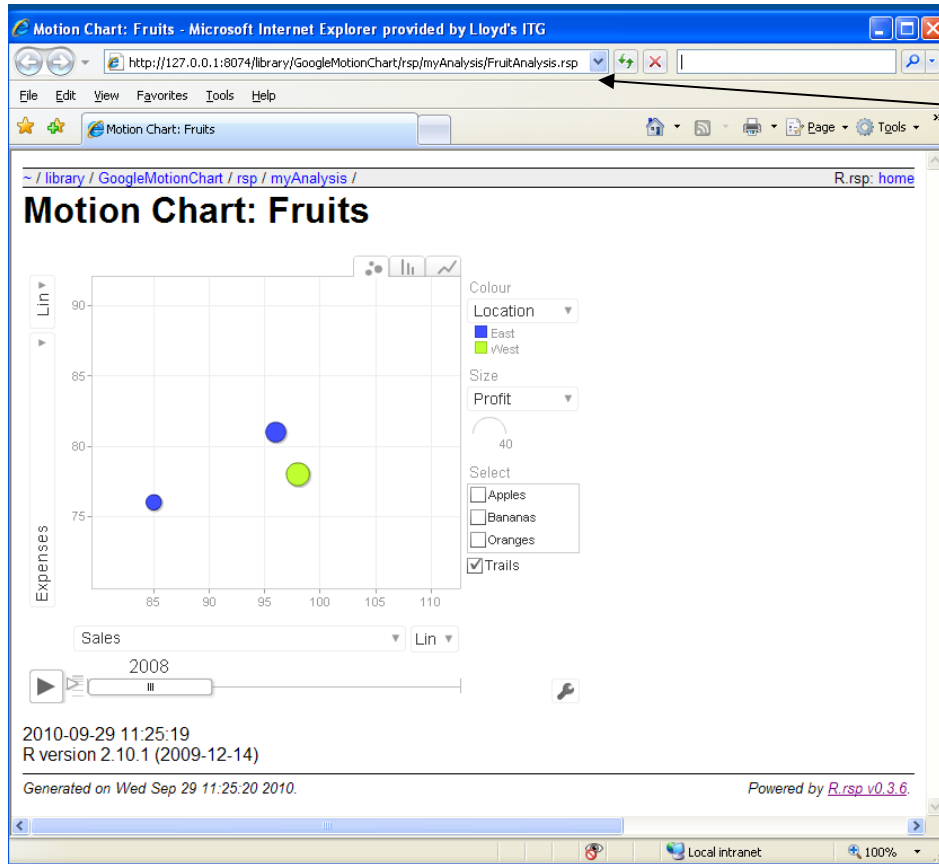 Motion Chart: Fruits - Microsoft Internet Explorer provided by Lloyd's ITG
http://127.0.0.1:8074/library/GoogleMotionChart/rsp/myAnalysis/FruitAnalysis.rsp
File Edit View Favorites Tools Help
Motion Chart: Fruits
Page Tools »
~ / library / GoogleMotionChart / rsp / myAnalysis / R.rsp: home
Motion Chart: Fruits
Lin
Expenses
90
85
80
75
85 90 95 100 105 110
Sales Lin
2008
Colour
Location
East
West
Size
Profit
40
Select
Apples
Bananas
Oranges
Trails
2010-09-29 11:25:19
R version 2.10.1 (2009-12-14)
Generated on Wed Sep 29 11:25:20 2010. Powered by R.rsp v0.3.6.
Local intranet 100%